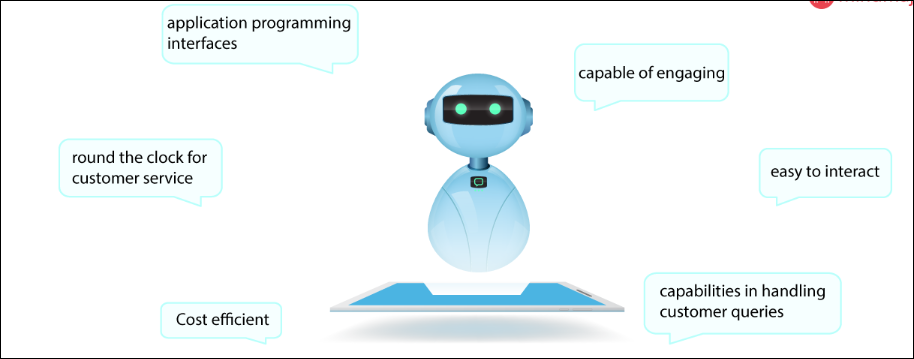 application programming
interfaces
capable of engaging
round the clock for
customer service
easy to interact
capabilities in handling
customer queries
Cost efficient